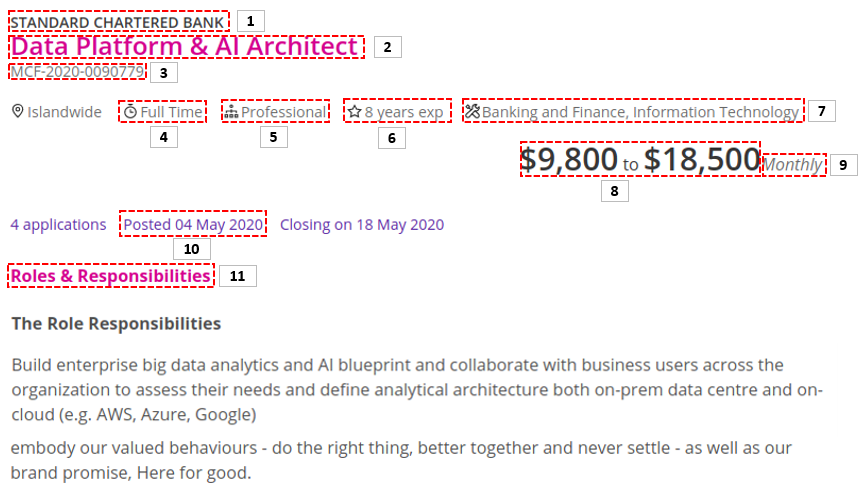 STANDARD CHARTERED BANK 1
Data Platform & AI Architect 2
MCF-2020-0090779 3
Islandwide Full Time Professional 8 years exp Banking and Finance, Information Technology 7
4 5 6
$9,800 to $18,500 Monthly 9
8
4 applications Posted 04 May 2020 Closing on 18 May 2020
10
Roles & Responsibilities 11
The Role Responsibilities
Build enterprise big data analytics and AI blueprint and collaborate with business users across the
organization to assess their needs and define analytical architecture both on-prem data centre and on-
cloud (e.g. AWS, Azure, Google)
embody our valued behaviours - do the right thing, better together and never settle - as well as our
brand promise, Here for good.